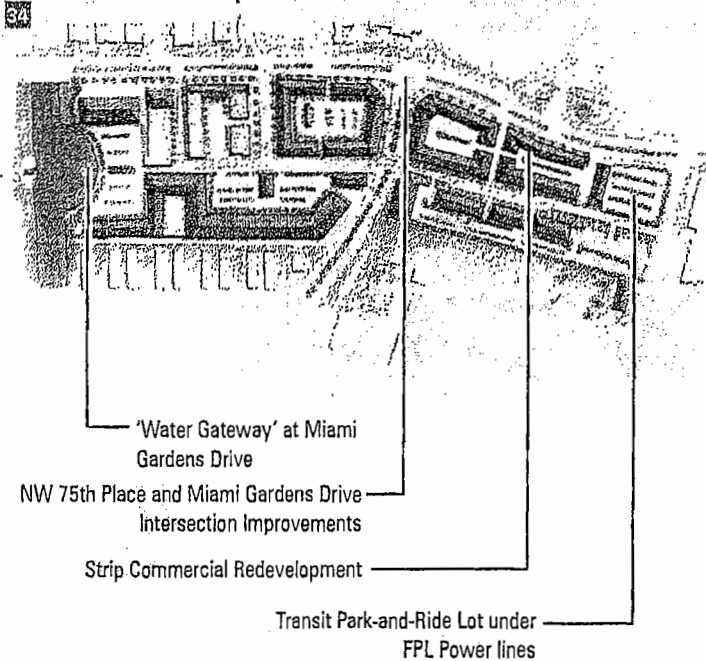 34
'Water Gateway' at Miami
Gardens Drive
NW 75th Place and Miami Gardens Drive
Intersection Improvements
Strip Commercial Redevelopment
Transit Park-and-Ride Lot under
FPL Power lines